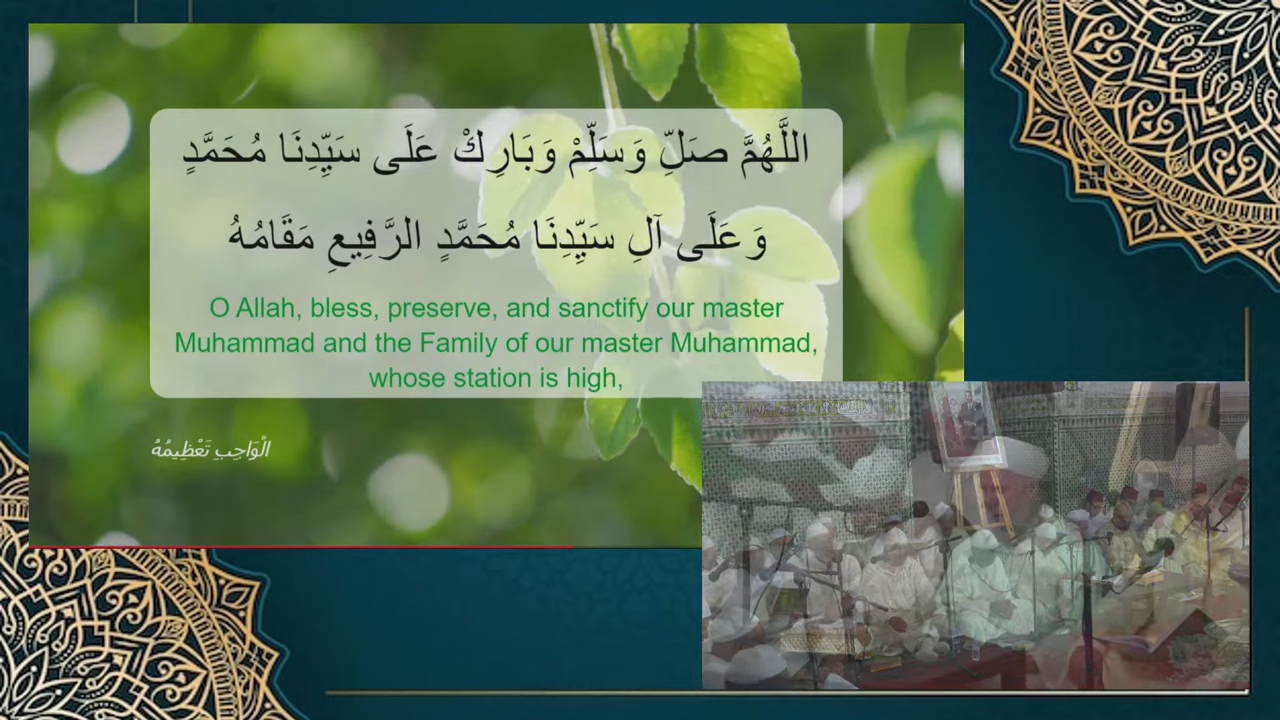 اللَّهُمَّ صَلِّ وَسَلِّمْ وَبَارِكْ عَلَى سَيِّدِنَا مُحَمَّدٍ
وَعَلَى آلِ سَيِّدِنَا مُحَمَّدٍ الرَّفِيعِ مَقَامُهُ
O Allah, bless, preserve, and sanctify our master
Muhammad and the Family of our master Muhammad,
whose station is high,
الْوَاجِبِ تَعْظِيمُهُ